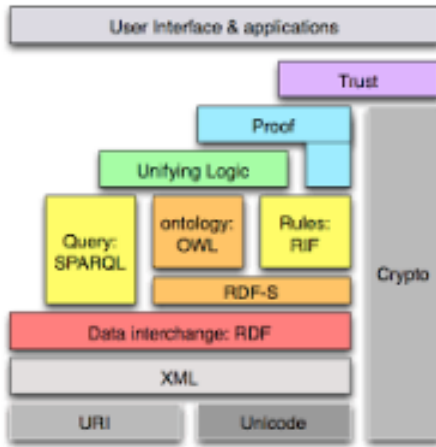 User Interface & applications
Trust
Proof
Unifying Logic
Query:
SPARQL
ontology:
OWL
Rules:
RIF
Crypto
RDF-S
Data interchange: RDF
XML
URI
Unicode